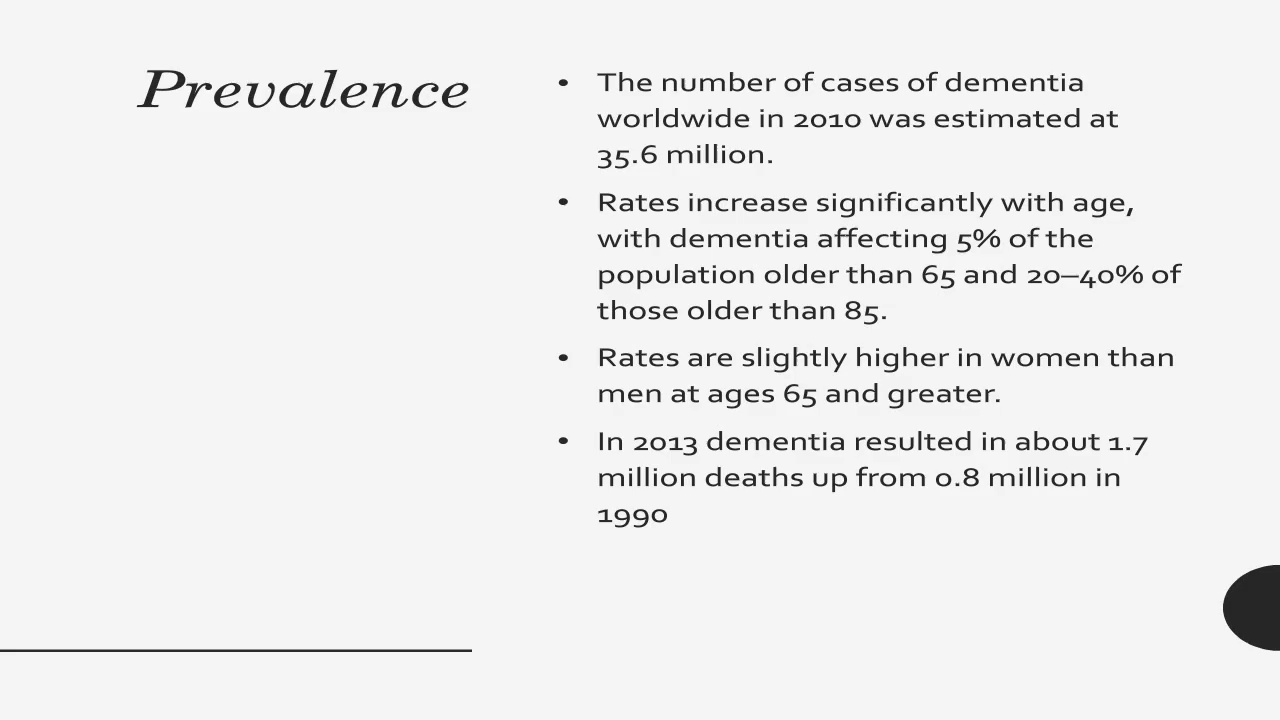 Prevalence
• The number of cases of dementia
worldwide in 2010 was estimated at
35.6 million.
• Rates increase significantly with age,
with dementia affecting 5% of the
population older than 65 and 20–40% of
those older than 85.
• Rates are slightly higher in women than
men at ages 65 and greater.
• In 2013 dementia resulted in about 1.7
million deaths up from 0.8 million in
1990